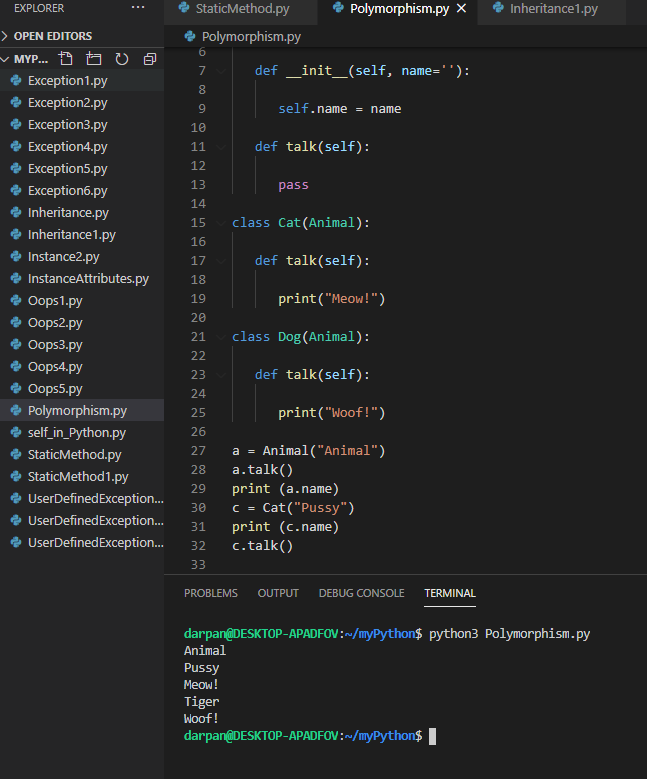 EXPLORER ...
StaticMethod.py Polymorphism.py Inheritance1.py
OPEN EDITORS
Polymorphism.py
MYP...
Exception1.py
Exception2.py
Exception3.py
Exception4.py
Exception5.py
Exception6.py
Inheritance.py
Inheritance1.py
Instance2.py
InstanceAttributes.py
Oops1.py
Oops2.py
Oops3.py
Oops4.py
Oops5.py
Polymorphism.py
self_in_Python.py
StaticMethod.py
StaticMethod1.py
UserDefinedException...
UserDefinedException...
UserDefinedException...
6
7 def __init__(self, name=''):
8
9 self.name = name
10
11 def talk(self):
12
13 pass
14
15 class Cat(Animal):
16
17 def talk(self):
18
19 print("Meow!")
20
21 class Dog(Animal):
22
23 def talk(self):
24
25 print("Woof!")
26
27 a = Animal("Animal")
28 a.talk()
29 print (a.name)
30 c = Cat("Pussy")
31 print (c.name)
32 c.talk()
33
PROBLEMS OUTPUT DEBUG CONSOLE TERMINAL
darpan@DESKTOP-APADFOV:~/myPython$ python3 Polymorphism.py
Animal
Pussy
Meow!
Tiger
Woof!
darpan@DESKTOP-APADFOV:~/myPython$